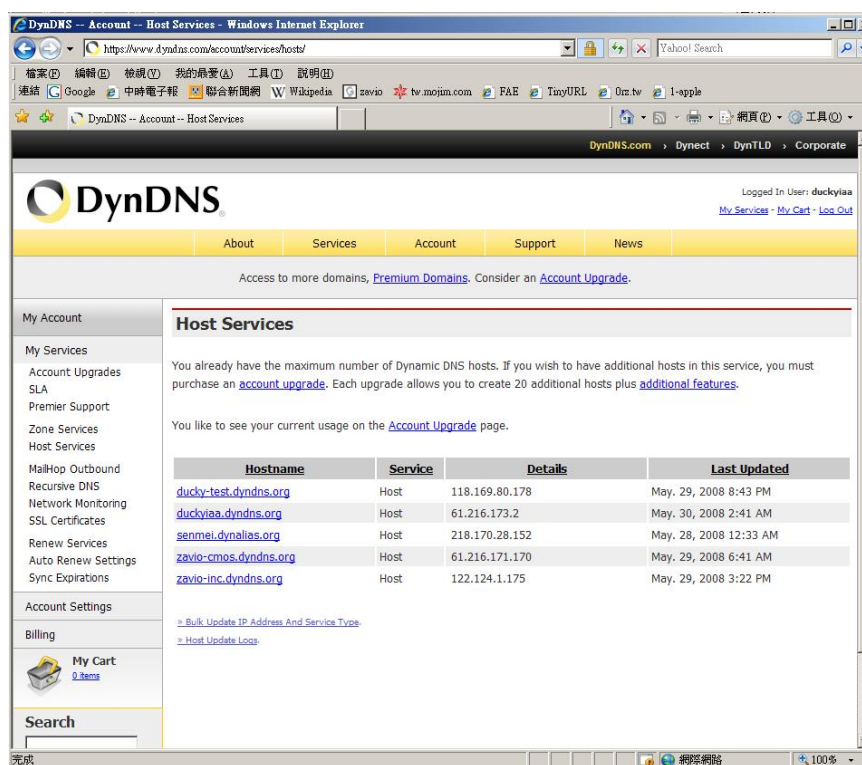 DynDNS -- Account -- Host Services - Windows Internet Explorer
https://www.dyndns.com/account/services/hosts/
Yahoo! Search
檔案(F) 編輯(E) 檢視(V) 我的最愛(A) 工具(T) 說明(H)
連結 Google 中時電子報 聯合新聞網 Wikipedia zavio tw.mojim.com FAE TinyURL 0rz.tw 1-apple
DynDNS -- Account -- Host Services
網頁(P) 工具(O)
DynDNS.com › Dynect › DynTLD › Corporate
DynDNS
Logged In User: duckyiaa
My Services - My Cart - Log Out
About Services Account Support News
Access to more domains, Premium Domains. Consider an Account Upgrade.
My Account
My Services
Account Upgrades
SLA
Premier Support
Zone Services
Host Services
MailHop Outbound
Recursive DNS
Network Monitoring
SSL Certificates
Renew Services
Auto Renew Settings
Sync Expirations
Account Settings
Billing
My Cart
0 items
Search
Host Services
You already have the maximum number of Dynamic DNS hosts. If you wish to have additional hosts in this service, you must
purchase an account upgrade. Each upgrade allows you to create 20 additional hosts plus additional features.
You like to see your current usage on the Account Upgrade page.
Hostname Service Details Last Updated
ducky-test.dyndns.org Host 118.169.80.178 May. 29, 2008 8:43 PM
duckyiaa.dyndns.org Host 61.216.173.2 May. 30, 2008 2:41 AM
senmei.dynalias.org Host 218.170.28.152 May. 28, 2008 12:33 AM
zavio-cmos.dyndns.org Host 61.216.171.170 May. 29, 2008 6:41 AM
zavio-inc.dyndns.org Host 122.124.1.175 May. 29, 2008 3:22 PM
» Bulk Update IP Address And Service Type.
» Host Update Logs.
完成
網際網路
100%